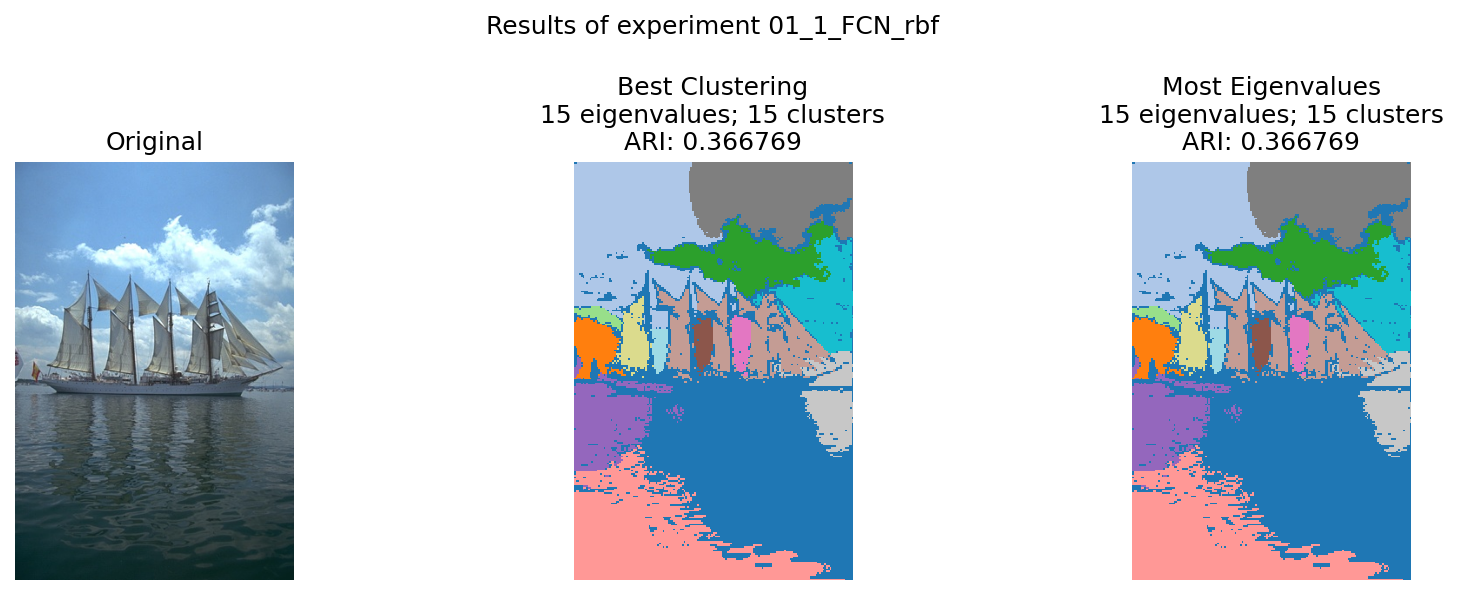 Results of experiment 01_1_FCN_rbf
Original
Best Clustering
15 eigenvalues; 15 clusters
ARI: 0.366769
Most Eigenvalues
15 eigenvalues; 15 clusters
ARI: 0.366769